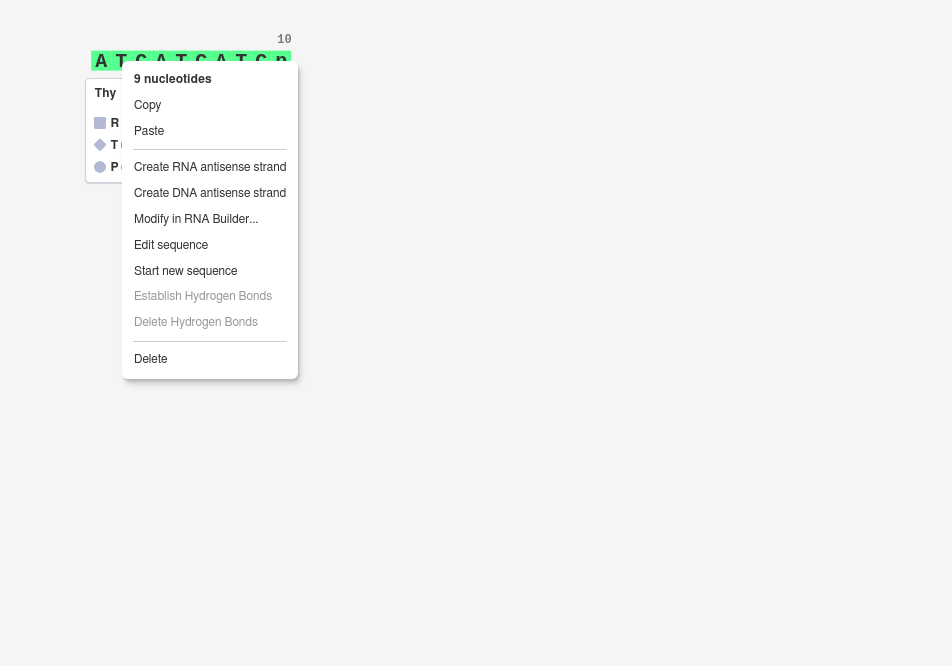 10
A T C A T C A T C p
Thy
9 nucleotides
Copy
R
Paste
T
P
Create RNA antisense strand
Create DNA antisense strand
Modify in RNA Builder...
Edit sequence
Start new sequence
Establish Hydrogen Bonds
Delete Hydrogen Bonds
Delete